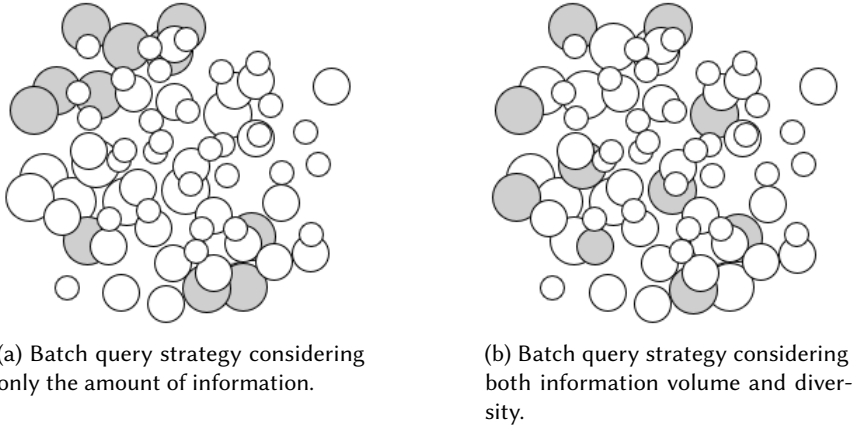 (a) Batch query strategy considering
only the amount of information.
(b) Batch query strategy considering
both information volume and diver-
sity.